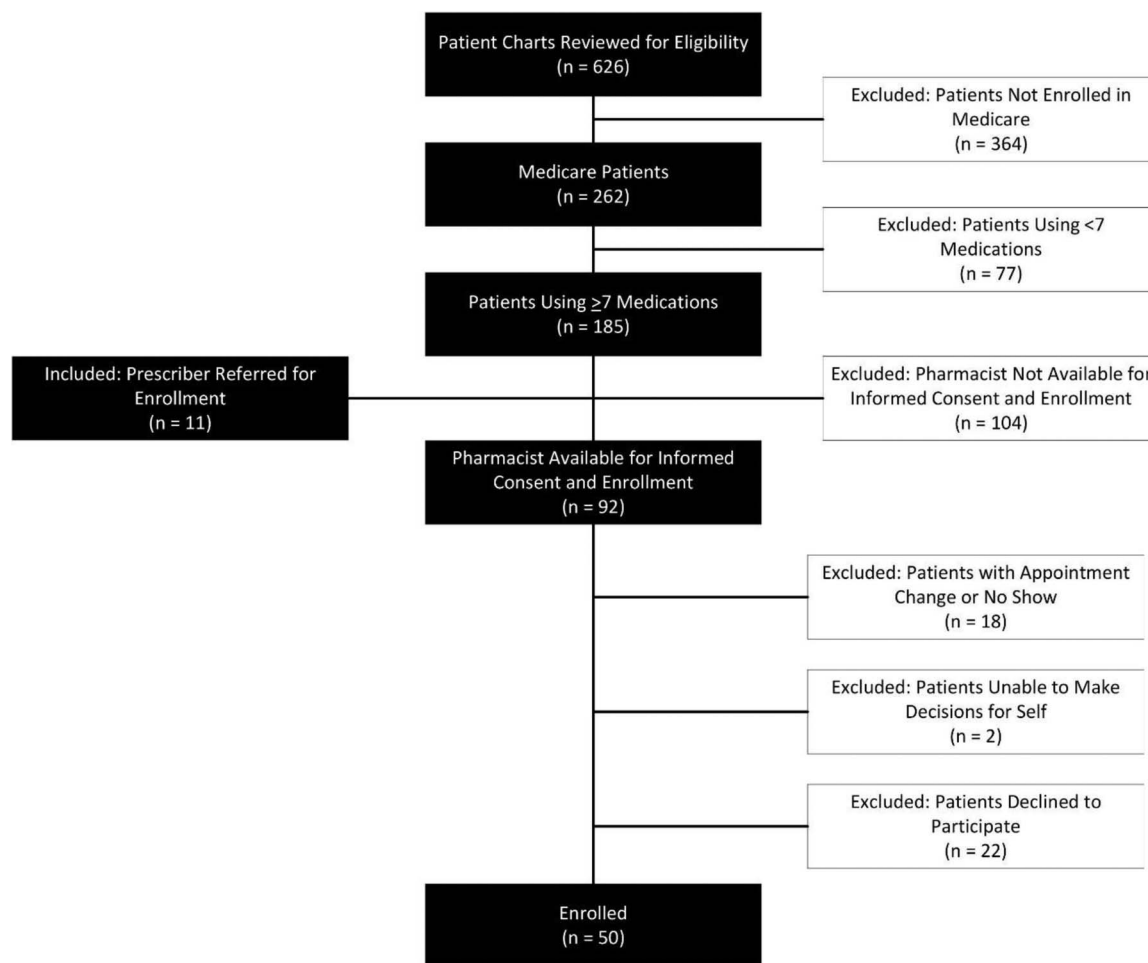 Patient Charts Reviewed for Eligibility
(n = 626)
Excluded: Patients Not Enrolled in
Medicare
(n = 364)
Medicare Patients
(n = 262)
Excluded: Patients Using <7
Medications
(n = 77)
Patients Using ≥7 Medications
(n = 185)
Included: Prescriber Referred for
Enrollment
(n = 11)
Excluded: Pharmacist Not Available for
Informed Consent and Enrollment
(n = 104)
Pharmacist Available for Informed
Consent and Enrollment
(n = 92)
Excluded: Patients with Appointment
Change or No Show
(n = 18)
Excluded: Patients Unable to Make
Decisions for Self
(n = 2)
Excluded: Patients Declined to
Participate
(n = 22)
Enrolled
(n = 50)